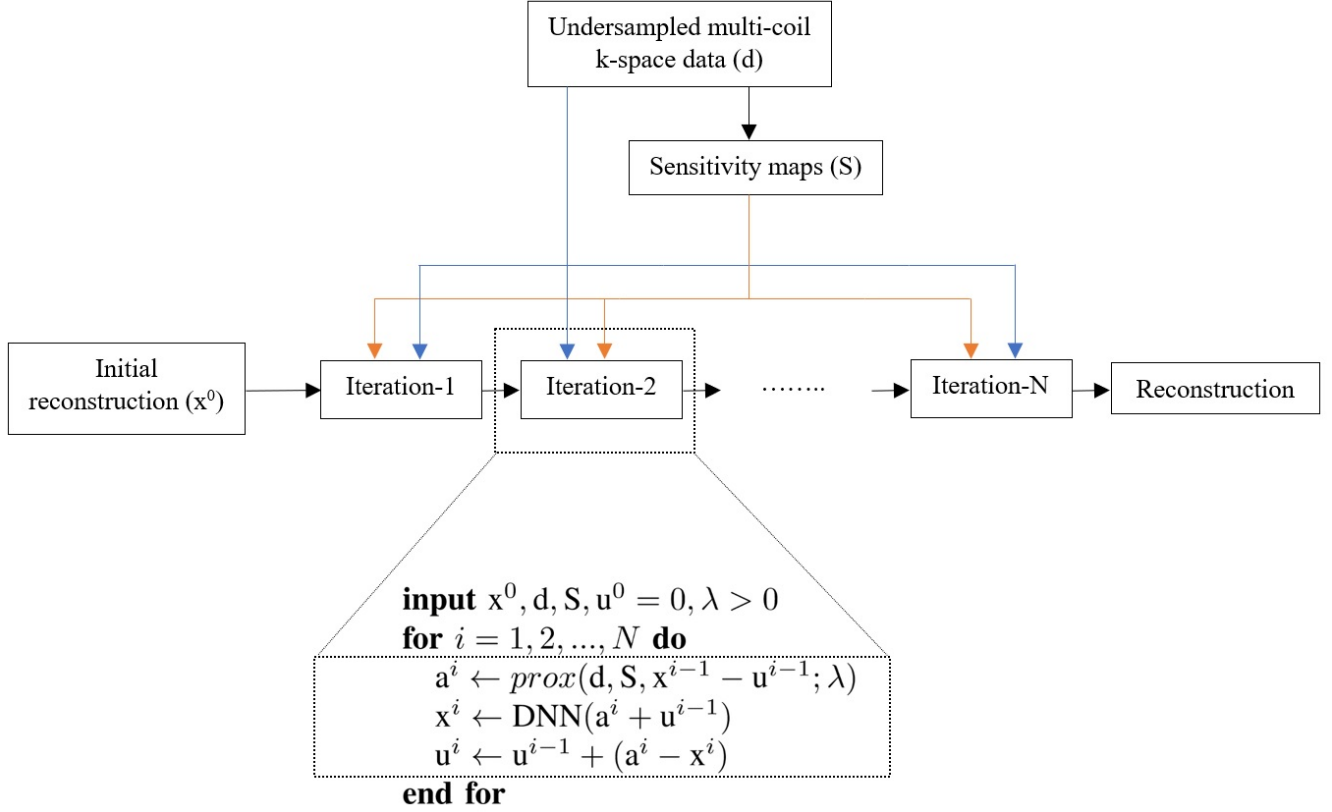 Undersampled multi-coil
k-space data (d)
Sensitivity maps (S)
Initial
reconstruction (x⁰)
Iteration-1
Iteration-2
........
Iteration-N
Reconstruction
input x⁰, d, S, u⁰ = 0, λ > 0
for i = 1, 2, ..., N do
aⁱ ← prox(d, S, xⁱ⁻¹ − uⁱ⁻¹; λ)
xⁱ ← DNN(aⁱ + uⁱ⁻¹)
uⁱ ← uⁱ⁻¹ + (aⁱ − xⁱ)
end for